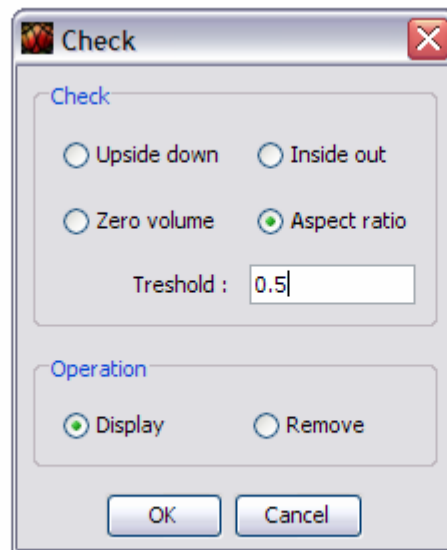 Check
Check
Upside down Inside out
Zero volume Aspect ratio
Treshold : 0.5
Operation
Display Remove
OK Cancel